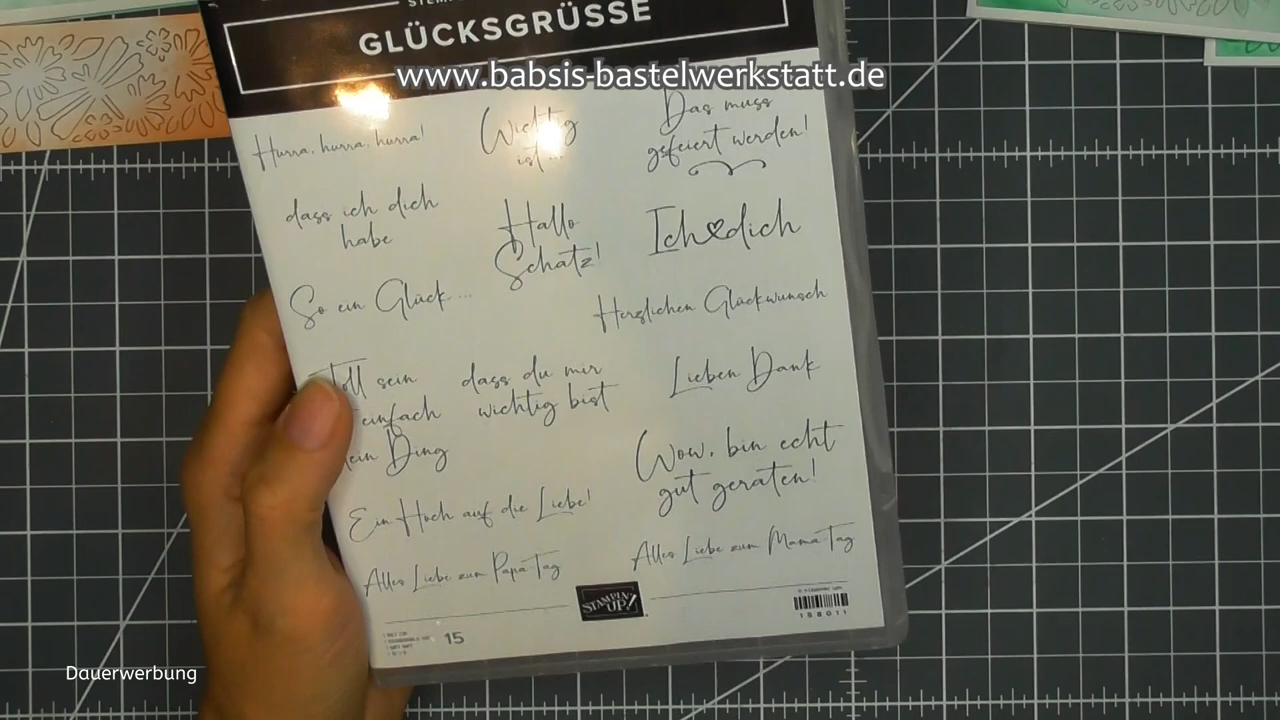 GLÜCKSGRÜSSE
www.babsis-bastelwerkstatt.de
Hurra, hurra, hurra!
Wichtig
ist ...
Das muss
gefeiert werden!
dass ich dich
habe
Hallo
Schatz!
Ich dich
So ein Glück ...
Herzlichen Glückwunsch
Toll sein
einfach
Ding
dass du mir
wichtig bist
Lieben Dank
Wow, bin echt
gut geraten!
Ein Hoch auf die Liebe!
Alles Liebe zum Papa Tag
Alles Liebe zum Mama Tag
STAMPIN' UP!
15
158011
Dauerwerbung